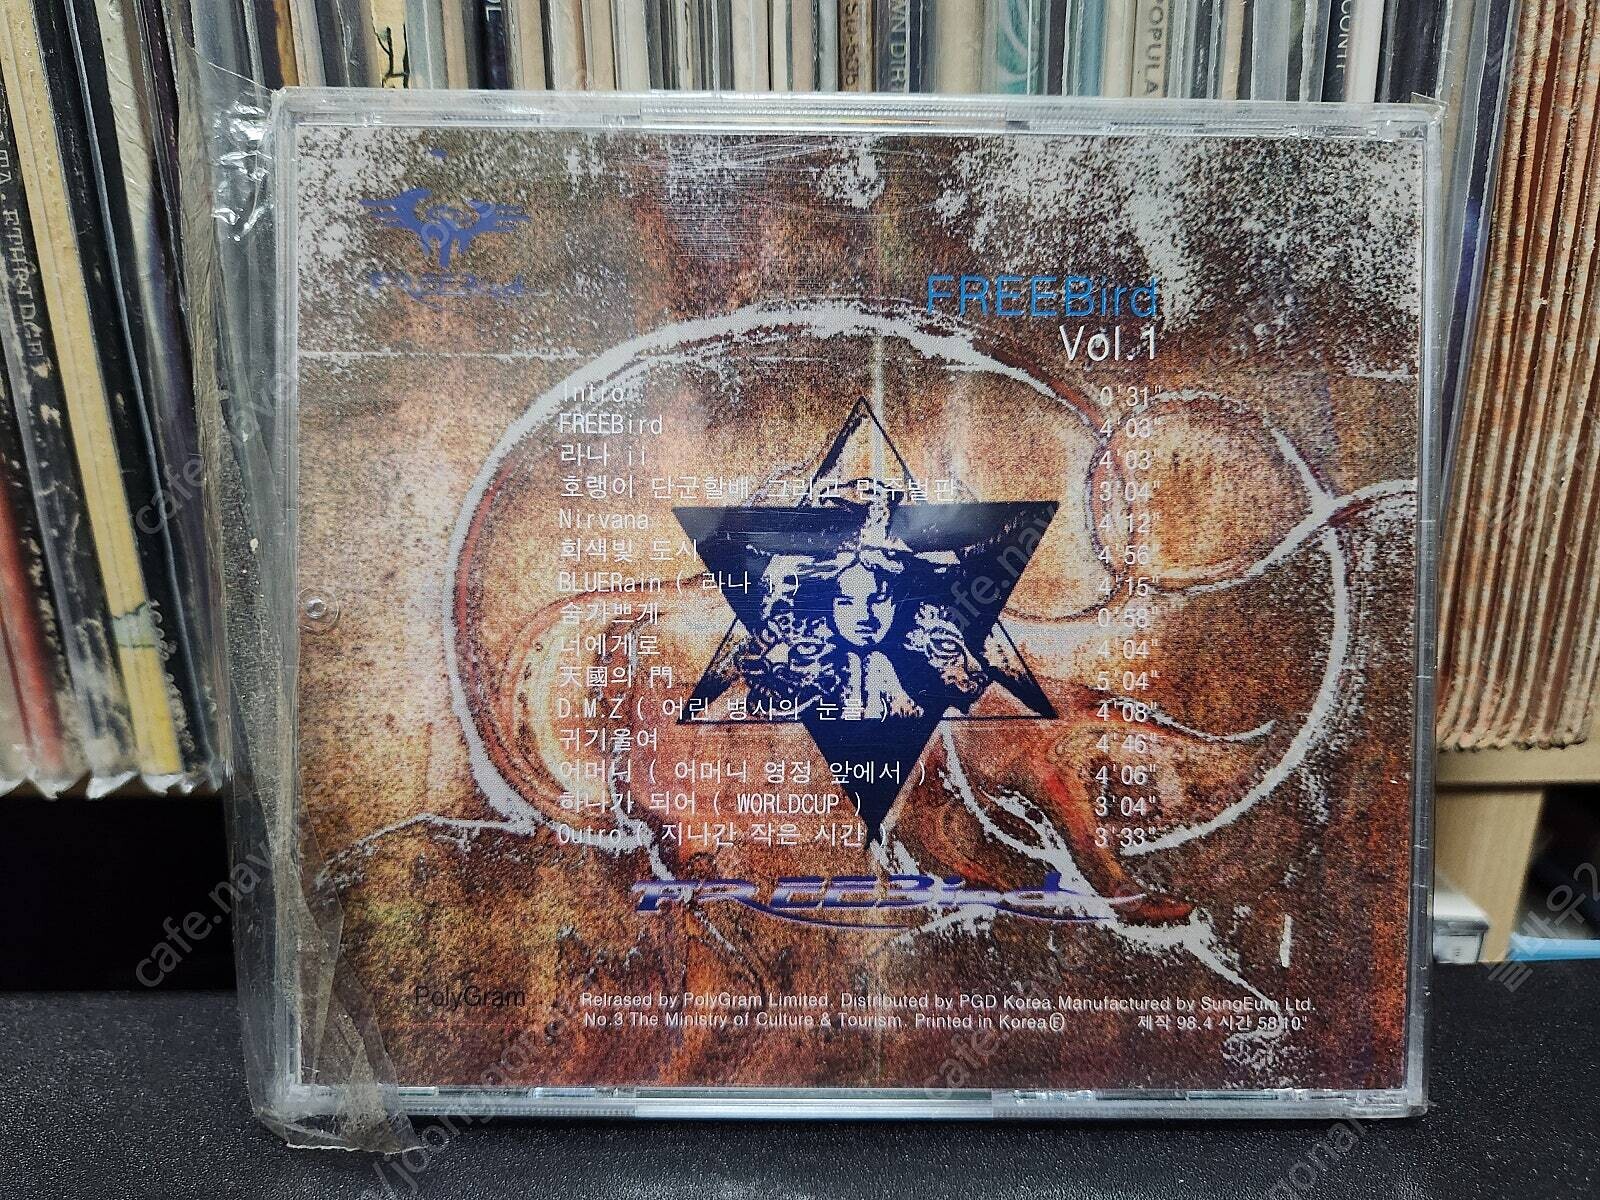 FREEBird
FREEBird
Vol.1
Intro 0'31"
FREEBird 4'03"
라나 ii 4'03"
호랭이 단군할배 그리고 만주벌판 3'04"
Nirvana 4'12"
회색빛 도시 4'56"
BLUERain ( 라나 i ) 4'15"
숨가쁘게 0'58"
너에게로 4'04"
天國의 門 5'04"
D.M.Z ( 어린 병사의 눈물 ) 4'08"
귀기울여 4'46"
어머니 ( 어머니 영정 앞에서 ) 4'06"
하나가 되어 ( WORLDCUP ) 3'04"
Outro ( 지나간 작은 시간 ) 3'33"
FREEBird
PolyGram
Relrased by PolyGram Limited. Distributed by PGD Korea.Manufactured by SungEum Ltd.
No.3 The Ministry of Culture & Tourism. Printed in KoreaⒺ 제작 98.4 시간 58'10"